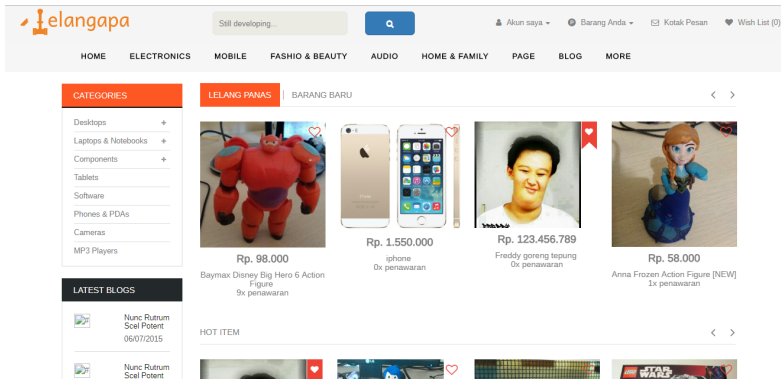 Lelangapa
Still developing...
Akun saya
Barang Anda
Kotak Pesan
Wish List (0)
HOME ELECTRONICS MOBILE FASHIO & BEAUTY AUDIO HOME & FAMILY PAGE BLOG MORE
CATEGORIES
Desktops +
Laptops & Notebooks +
Components +
Tablets
Software
Phones & PDAs
Cameras
MP3 Players
LATEST BLOGS
Nunc Rutrum
Scel Potent
06/07/2015
Nunc Rutrum
Scel Potent
LELANG PANAS | BARANG BARU
Rp. 98.000
Baymax Disney Big Hero 6 Action
Figure
9x penawaran
Rp. 1.550.000
iphone
0x penawaran
Rp. 123.456.789
Freddy goreng tepung
0x penawaran
Rp. 58.000
Anna Frozen Action Figure [NEW]
1x penawaran
HOT ITEM
STAR
WARS